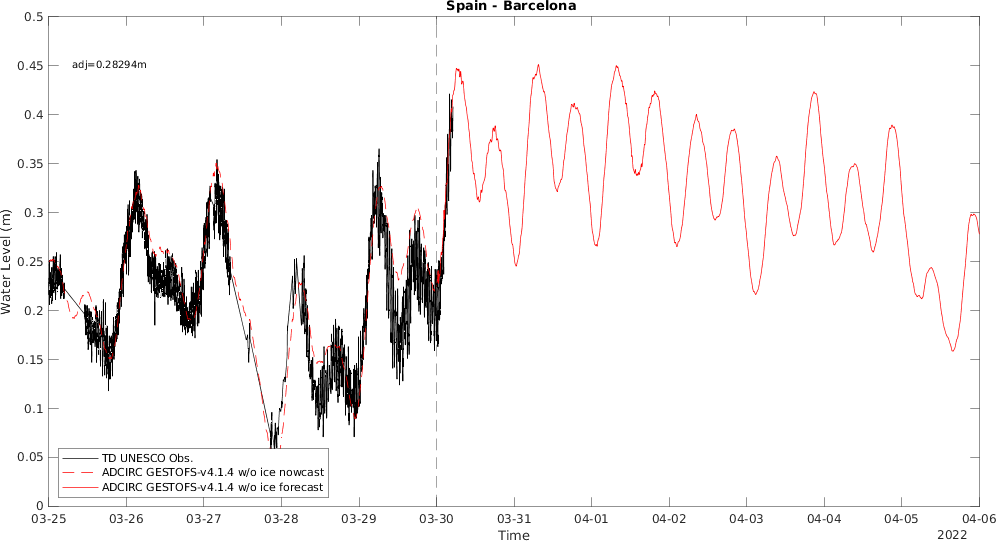 Spain - Barcelona
adj=0.28294m
Water Level (m)
0.5
0.45
0.4
0.35
0.3
0.25
0.2
0.15
0.1
0.05
0
TD UNESCO Obs.
ADCIRC GESTOFS-v4.1.4 w/o ice nowcast
ADCIRC GESTOFS-v4.1.4 w/o ice forecast
03-25 03-26 03-27 03-28 03-29 03-30 03-31 04-01 04-02 04-03 04-04 04-05 04-06
Time
2022